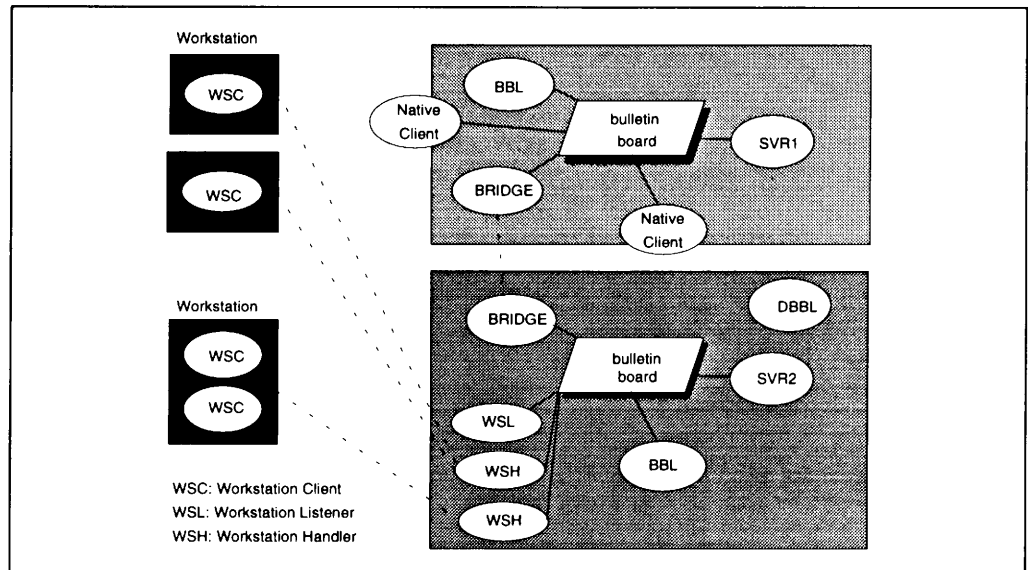 Workstation
WSC
WSC
Workstation
WSC
WSC
WSC: Workstation Client
WSL: Workstation Listener
WSH: Workstation Handler
BBL
Native
Client
bulletin
board
SVR1
BRIDGE
Native
Client
BRIDGE
DBBL
bulletin
board
SVR2
WSL
BBL
WSH
WSH